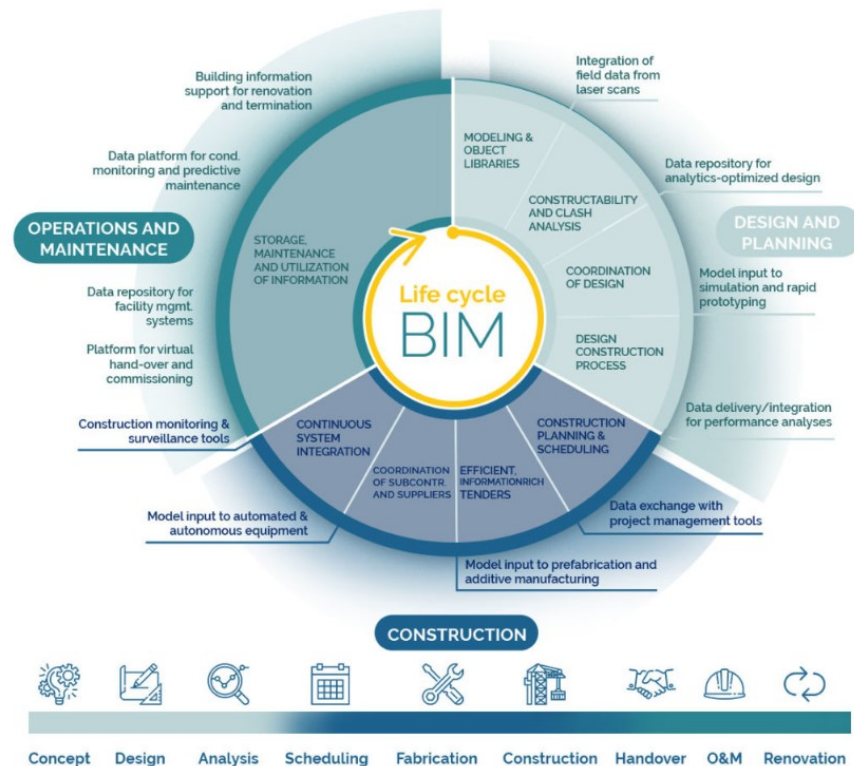 Building information
support for renovation
and termination
Data platform for cond.
monitoring and predictive
maintenance
OPERATIONS AND
MAINTENANCE
Data repository for
facility mgmt.
systems
Platform for virtual
hand-over and
commissioning
Construction monitoring &
surveillance tools
Model input to automated &
autonomous equipment
STORAGE,
MAINTENANCE
AND UTILIZATION
OF INFORMATION
Life cycle
BIM
MODELING &
OBJECT
LIBRARIES
CONSTRUCTABILITY
AND CLASH
ANALYSIS
COORDINATION
OF DESIGN
DESIGN
CONSTRUCTION
PROCESS
CONSTRUCTION
PLANNING &
SCHEDULING
EFFICIENT,
INFORMATIONRICH
TENDERS
COORDINATION
OF SUBCONTR.
AND SUPPLIERS
CONTINUOUS
SYSTEM
INTEGRATION
Integration of
field data from
laser scans
Data repository for
analytics-optimized design
DESIGN AND
PLANNING
Model input to
simulation and rapid
prototyping
Data delivery/integration
for performance analyses
Data exchange with
project management tools
Model input to prefabrication and
additive manufacturing
CONSTRUCTION
Concept
Design
Analysis
Scheduling
Fabrication
Construction
Handover
O&M
Renovation